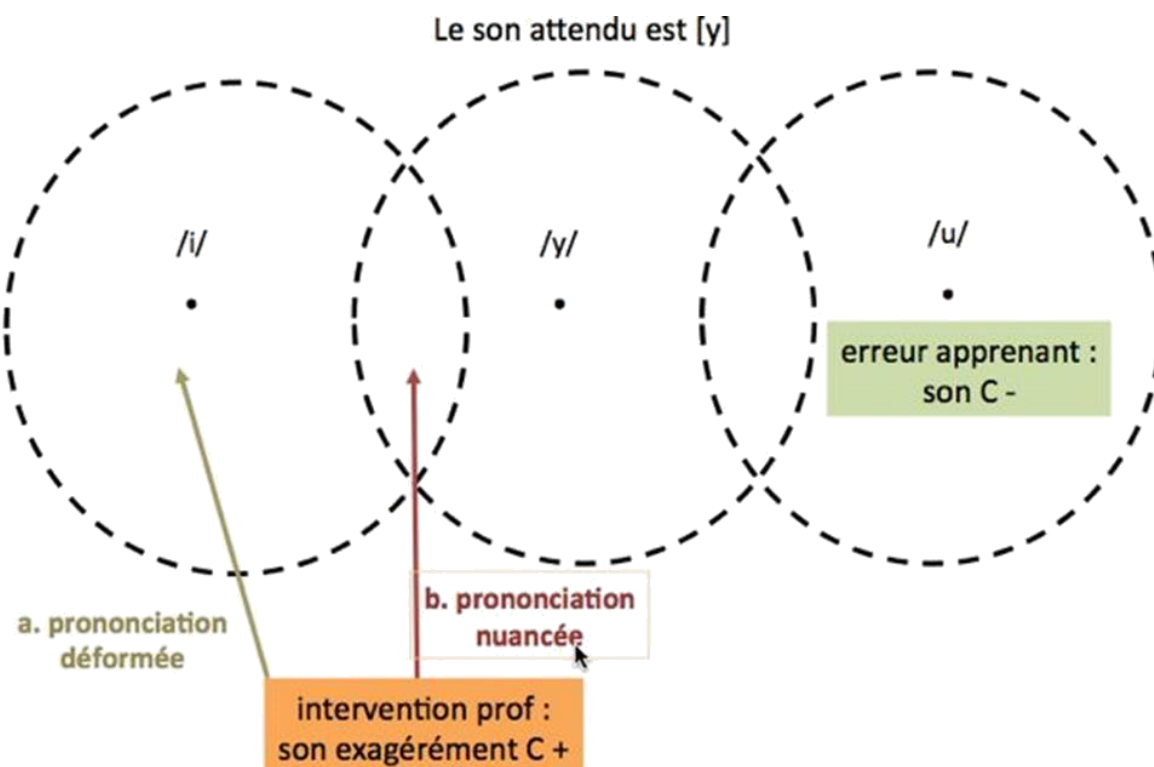 Le son attendu est [y]
/i/
/y/
/u/
erreur apprenant :
son C -
a. prononciation
déformée
b. prononciation
nuancée
intervention prof :
son exagérément C +